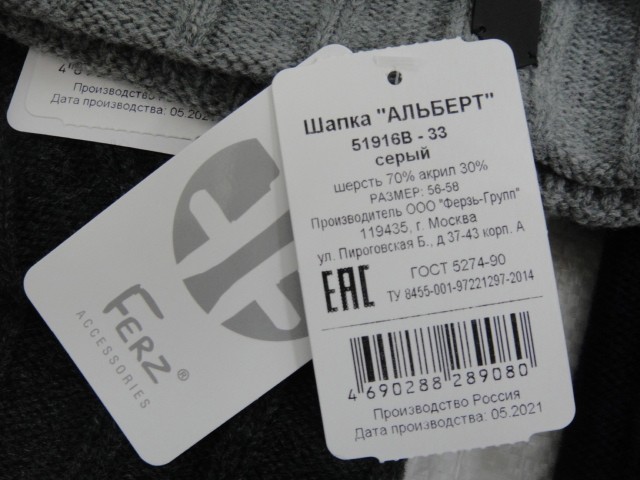 Шапка "АЛЬБЕРТ"
51916В - 33
серый
шерсть 70% акрил 30%
РАЗМЕР: 56-58
Производитель ООО "Ферзь-Групп"
119435, г. Москва
ул. Пироговская Б., д 37-43 корп. А
EAC
ГОСТ 5274-90
ТУ 8455-001-97221297-2014
4 690288 289080
Производство Россия
Дата производства: 05.2021
FERZ ®
ACCESSORIES
Производство
Дата производства: 05.2021